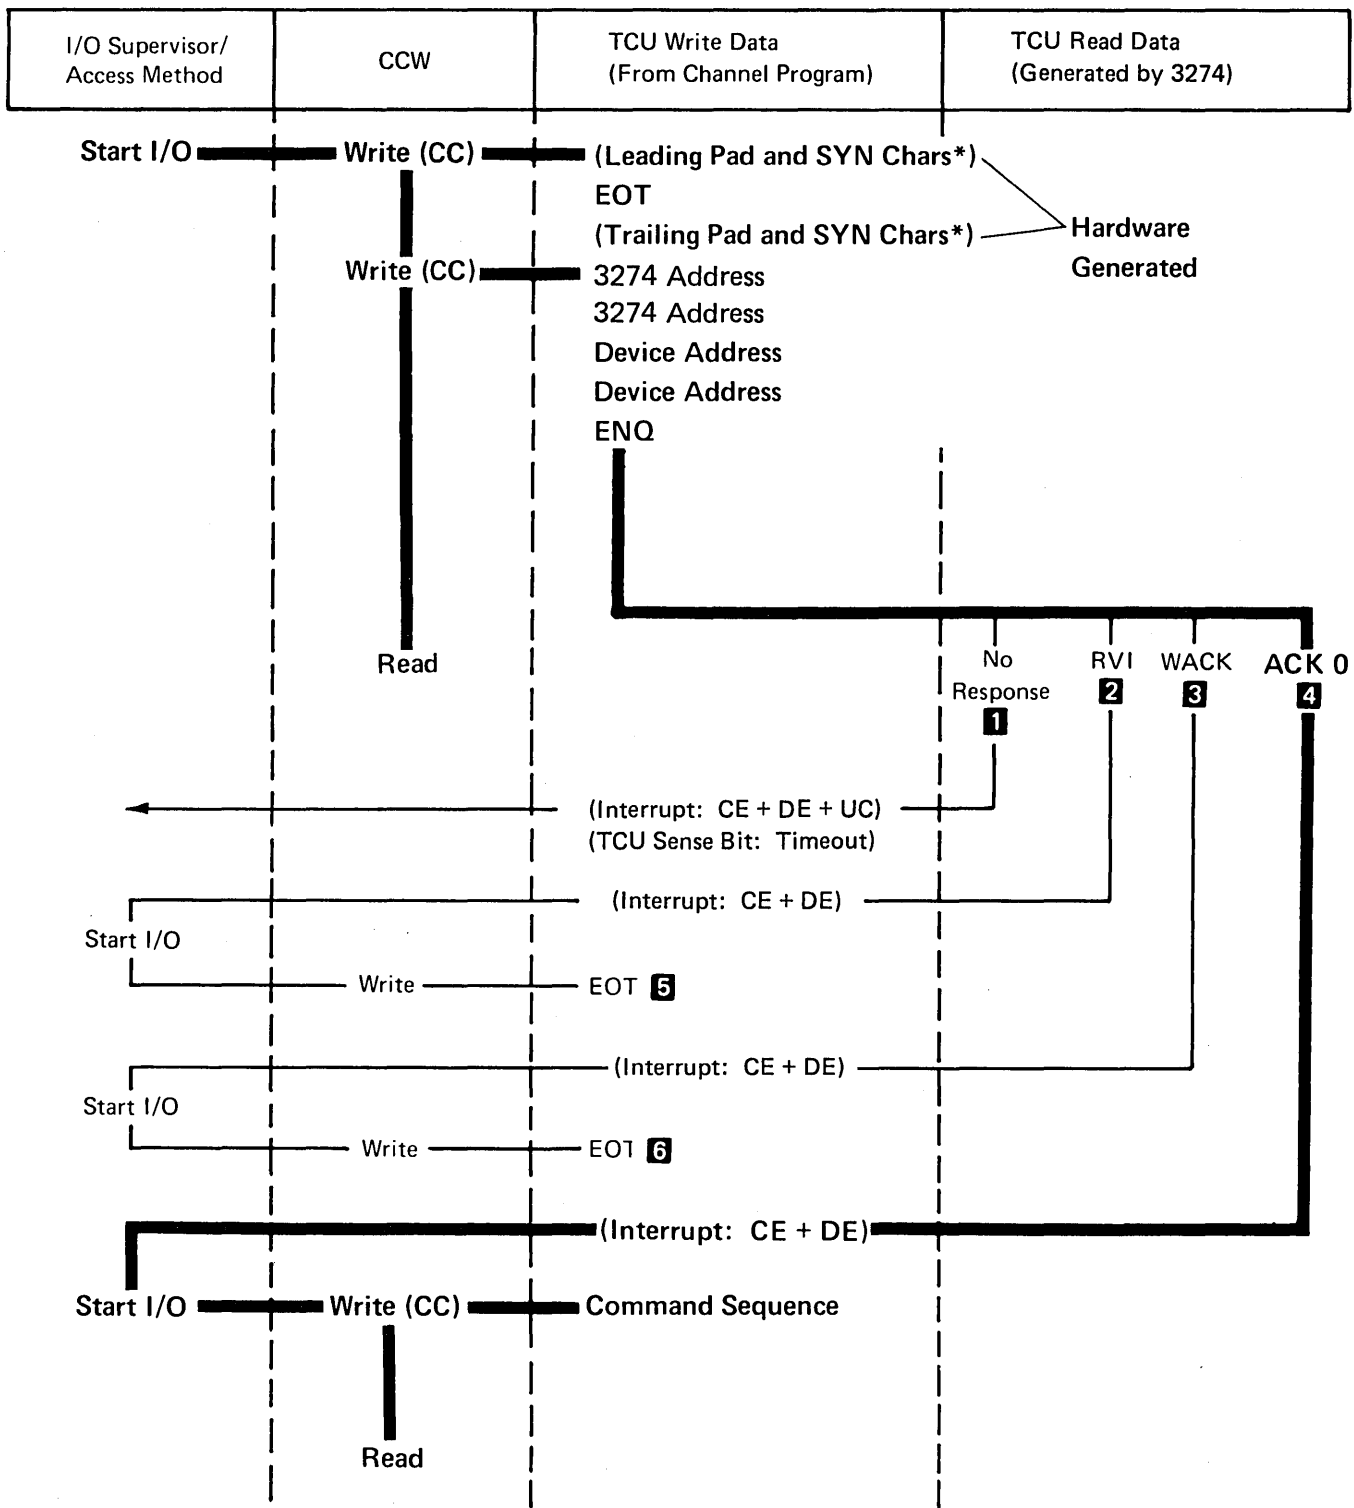 I/O Supervisor/
Access Method
CCW
TCU Write Data
(From Channel Program)
TCU Read Data
(Generated by 3274)
Start I/O
Write (CC)
(Leading Pad and SYN Chars*)
EOT
(Trailing Pad and SYN Chars*)
Hardware
Generated
Write (CC)
3274 Address
3274 Address
Device Address
Device Address
ENQ
Read
No
Response
1
RVI
2
WACK
3
ACK 0
4
(Interrupt: CE + DE + UC)
(TCU Sense Bit: Timeout)
(Interrupt: CE + DE)
Start I/O
Write
EOT 5
(Interrupt: CE + DE)
Start I/O
Write
EOT 6
(Interrupt: CE + DE)
Start I/O
Write (CC)
Command Sequence
Read